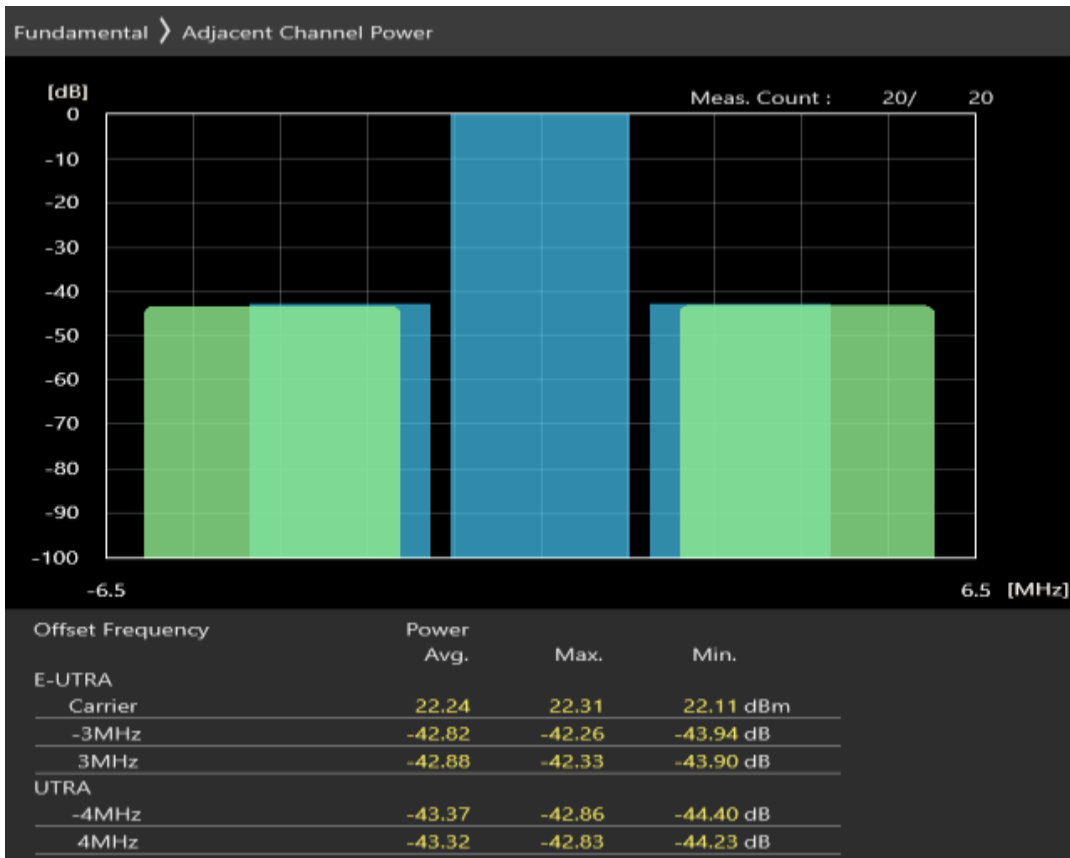 Fundamental 〉 Adjacent Channel Power
[dB]
Meas. Count : 20/ 20
0
-10
-20
-30
-40
-50
-60
-70
-80
-90
-100
-6.5 6.5 [MHz]
Offset Frequency Power
Avg. Max. Min.
E-UTRA
Carrier 22.24 22.31 22.11 dBm
-3MHz -42.82 -42.26 -43.94 dB
3MHz -42.88 -42.33 -43.90 dB
UTRA
-4MHz -43.37 -42.86 -44.40 dB
4MHz -43.32 -42.83 -44.23 dB